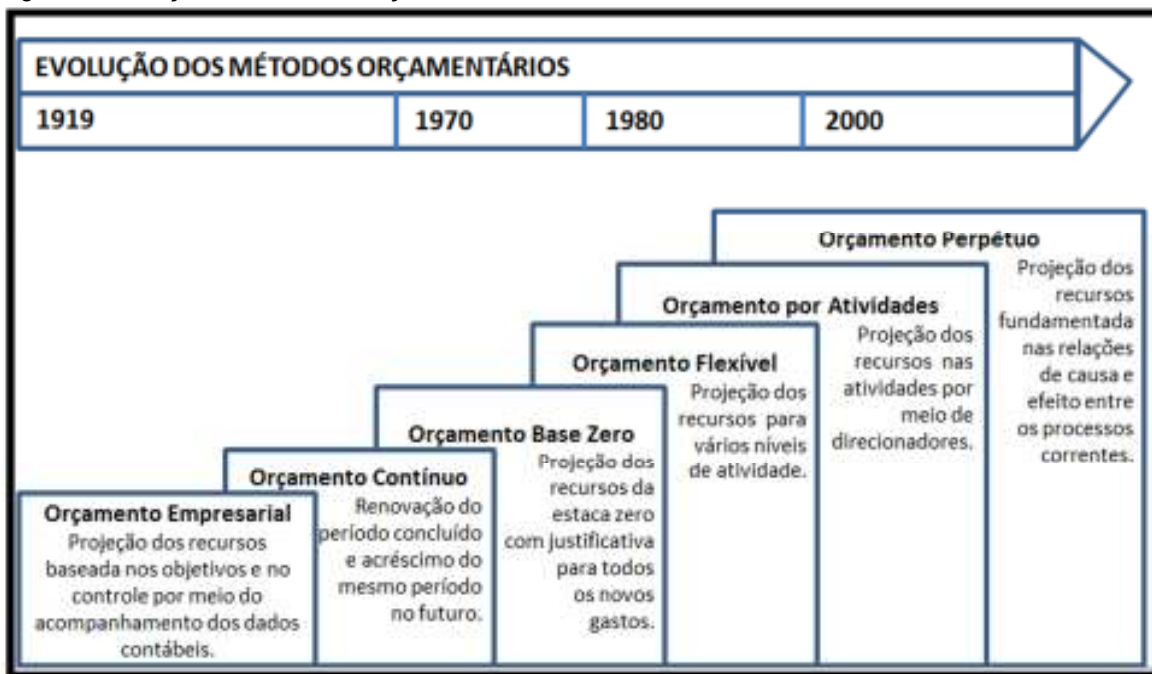 EVOLUÇÃO DOS MÉTODOS ORÇAMENTÁRIOS
1919 1970 1980 2000
Orçamento Empresarial
Projeção dos recursos
baseada nos objetivos e no
controle por meio do
acompanhamento dos dados
contábeis.
Orçamento Contínuo
Renovação do
período concluído
e acréscimo do
mesmo período
no futuro.
Orçamento Base Zero
Projeção dos
recursos da
estaca zero
com justificativa
para todos
os novos
gastos.
Orçamento Flexível
Projeção dos
recursos para
vários níveis
de atividade.
Orçamento por Atividades
Projeção dos
recursos nas
atividades por
meio de
direcionadores.
Orçamento Perpétuo
Projeção dos
recursos
fundamentada
nas relações
de causa e
efeito entre
os processos
correntes.